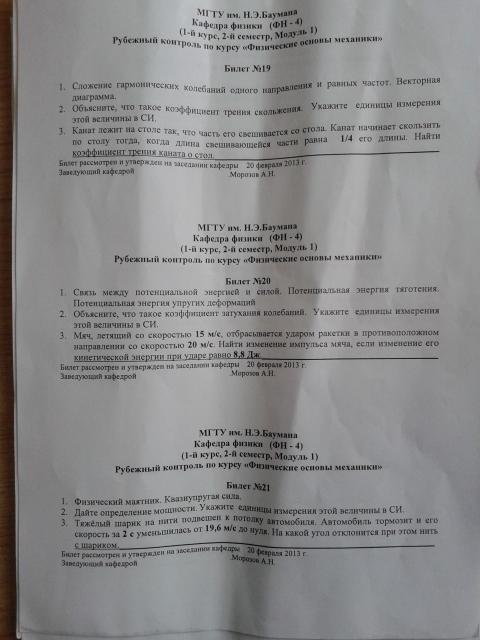 МГТУ им. Н.Э.Баумана
Кафедра физики (ФН - 4)
(1-й курс, 2-й семестр, Модуль 1)
Рубежный контроль по курсу «Физические основы механики»
Билет №19
1. Сложение гармонических колебаний одного направления и равных частот. Векторная
диаграмма.
2. Объясните, что такое коэффициент трения скольжения. Укажите единицы измерения
этой величины в СИ.
3. Канат лежит на столе так, что часть его свешивается со стола. Канат начинает скользить
по столу тогда, когда длина свешивающейся части равна 1/4 его длины. Найти
коэффициент трения каната о стол.
Билет рассмотрен и утвержден на заседании кафедры 20 февраля 2013 г.
Заведующий кафедрой .Морозов А.Н.
МГТУ им. Н.Э.Баумана
Кафедра физики (ФН - 4)
(1-й курс, 2-й семестр, Модуль 1)
Рубежный контроль по курсу «Физические основы механики»
Билет №20
1. Связь между потенциальной энергией и силой. Потенциальная энергия тяготения.
Потенциальная энергия упругих деформаций
2. Объясните, что такое коэффициент затухания колебаний. Укажите единицы измерения
этой величины в СИ.
3. Мяч, летящий со скоростью 15 м/с, отбрасывается ударом ракетки в противоположном
направлении со скоростью 20 м/с. Найти изменение импульса мяча, если изменение его
кинетической энергии при ударе равно 8,8 Дж.
Билет рассмотрен и утвержден на заседании кафедры 20 февраля 2013 г.
Заведующий кафедрой .Морозов А.Н.
МГТУ им. Н.Э.Баумана
Кафедра физики (ФН - 4)
(1-й курс, 2-й семестр, Модуль 1)
Рубежный контроль по курсу «Физические основы механики»
Билет №21
1. Физический маятник. Квазиупругая сила.
2. Дайте определение мощности. Укажите единицы измерения этой величины в СИ.
3. Тяжёлый шарик на нити подвешен к потолку автомобиля. Автомобиль тормозит и его
скорость за 2 с уменьшилась от 19,6 м/с до нуля. На какой угол отклонится при этом нить
с шариком.
Билет рассмотрен и утвержден на заседании кафедры 20 февраля 2013 г.
Заведующий кафедрой .Морозов А.Н.